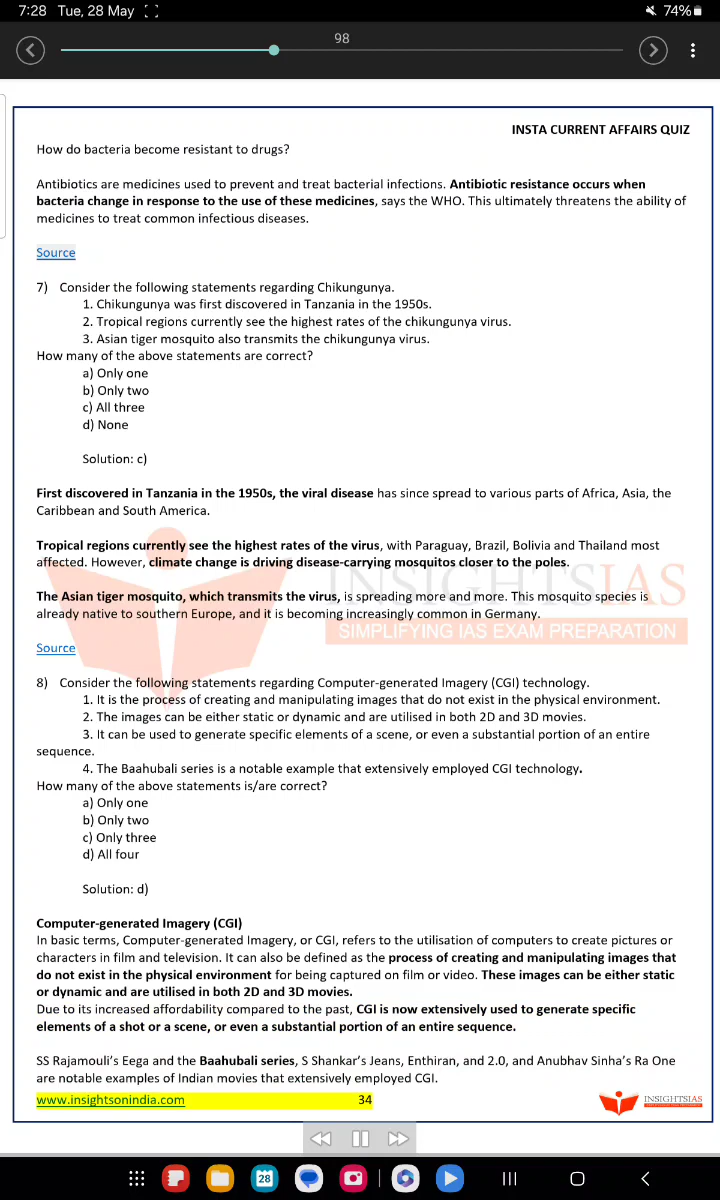 7:28 Tue, 28 May
74%
98
INSTA CURRENT AFFAIRS QUIZ
How do bacteria become resistant to drugs?
Antibiotics are medicines used to prevent and treat bacterial infections. Antibiotic resistance occurs when
bacteria change in response to the use of these medicines, says the WHO. This ultimately threatens the ability of
medicines to treat common infectious diseases.
Source
7) Consider the following statements regarding Chikungunya.
1. Chikungunya was first discovered in Tanzania in the 1950s.
2. Tropical regions currently see the highest rates of the chikungunya virus.
3. Asian tiger mosquito also transmits the chikungunya virus.
How many of the above statements are correct?
a) Only one
b) Only two
c) All three
d) None
Solution: c)
First discovered in Tanzania in the 1950s, the viral disease has since spread to various parts of Africa, Asia, the
Caribbean and South America.
Tropical regions currently see the highest rates of the virus, with Paraguay, Brazil, Bolivia and Thailand most
affected. However, climate change is driving disease-carrying mosquitos closer to the poles.
INSIGHTSIAS
The Asian tiger mosquito, which transmits the virus, is spreading more and more. This mosquito species is
already native to southern Europe, and it is becoming increasingly common in Germany.
SIMPLIFYING IAS EXAM PREPARATION
Source
8) Consider the following statements regarding Computer-generated Imagery (CGI) technology.
1. It is the process of creating and manipulating images that do not exist in the physical environment.
2. The images can be either static or dynamic and are utilised in both 2D and 3D movies.
3. It can be used to generate specific elements of a scene, or even a substantial portion of an entire
sequence.
4. The Baahubali series is a notable example that extensively employed CGI technology.
How many of the above statements is/are correct?
a) Only one
b) Only two
c) Only three
d) All four
Solution: d)
Computer-generated Imagery (CGI)
In basic terms, Computer-generated Imagery, or CGI, refers to the utilisation of computers to create pictures or
characters in film and television. It can also be defined as the process of creating and manipulating images that
do not exist in the physical environment for being captured on film or video. These images can be either static
or dynamic and are utilised in both 2D and 3D movies.
Due to its increased affordability compared to the past, CGI is now extensively used to generate specific
elements of a shot or a scene, or even a substantial portion of an entire sequence.
SS Rajamouli's Eega and the Baahubali series, S Shankar's Jeans, Enthiran, and 2.0, and Anubhav Sinha's Ra One
are notable examples of Indian movies that extensively employed CGI.
www.insightsonindia.com 34
INSIGHTSIAS
28